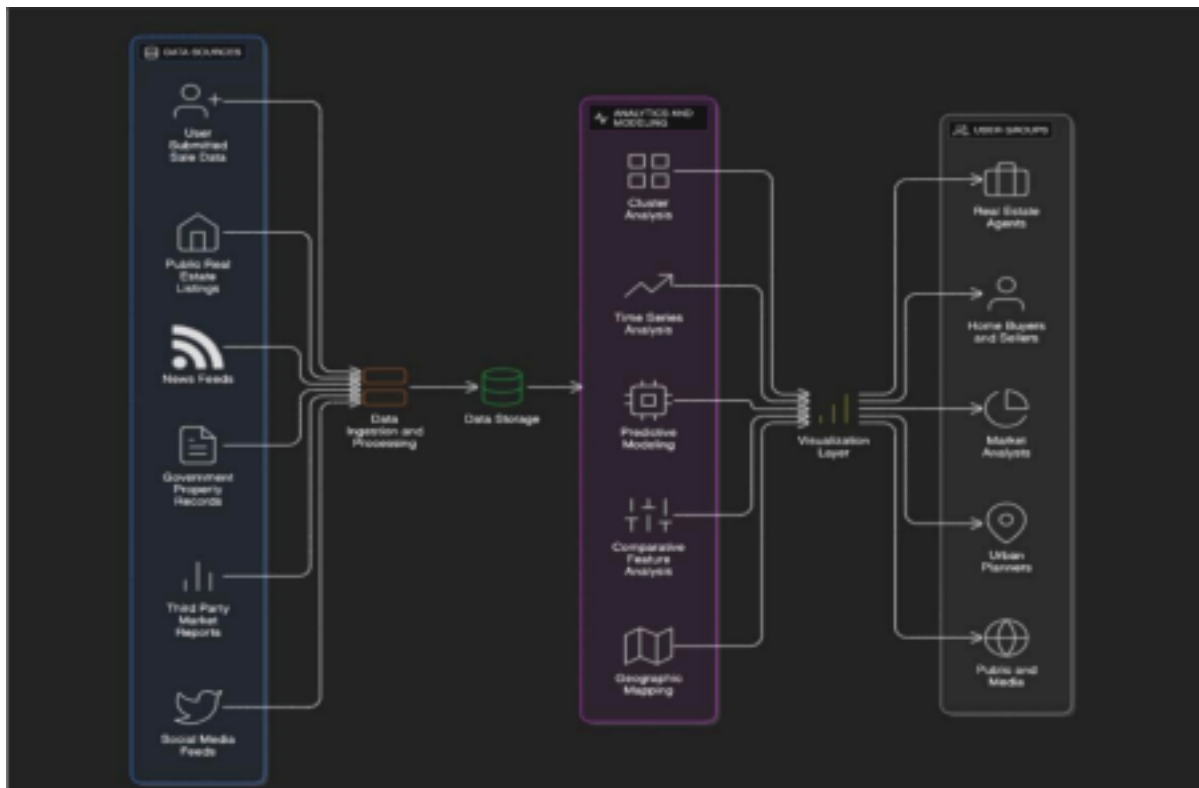 DATA SOURCES
User
Submitted
Sale Data
Public Real
Estate
Listings
News Feeds
Government
Property
Records
Third Party
Market
Reports
Social Media
Feeds
Data
Ingestion and
Processing
Data Storage
ANALYTICS AND
MODELING
Cluster
Analysis
Time Series
Analysis
Predictive
Modeling
Comparative
Feature
Analysis
Geographic
Mapping
Visualization
Layer
USER GROUPS
Real Estate
Agents
Home Buyers
and Sellers
Market
Analysts
Urban
Planners
Public and
Media